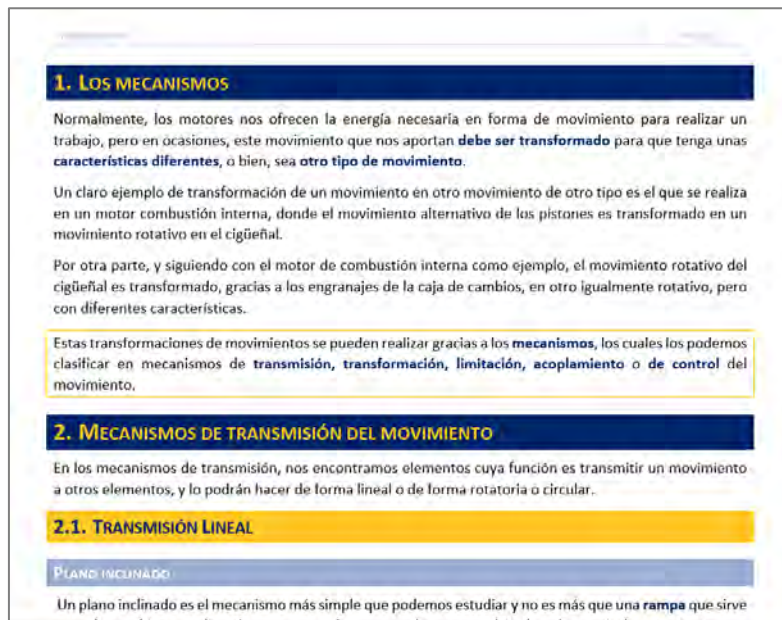 1. LOS MECANISMOS
Normalmente, los motores nos ofrecen la energía necesaria en forma de movimiento para realizar un
trabajo, pero en ocasiones, este movimiento que nos aportan debe ser transformado para que tenga unas
características diferentes, o bien, sea otro tipo de movimiento.
Un claro ejemplo de transformación de un movimiento en otro movimiento de otro tipo es el que se realiza
en un motor combustión interna, donde el movimiento alternativo de los pistones es transformado en un
movimiento rotativo en el cigüeñal.
Por otra parte, y siguiendo con el motor de combustión interna como ejemplo, el movimiento rotativo del
cigüeñal es transformado, gracias a los engranajes de la caja de cambios, en otro igualmente rotativo, pero
con diferentes características.
Estas transformaciones de movimientos se pueden realizar gracias a los mecanismos, los cuales los podemos
clasificar en mecanismos de transmisión, transformación, limitación, acoplamiento o de control del
movimiento.
2. MECANISMOS DE TRANSMISIÓN DEL MOVIMIENTO
En los mecanismos de transmisión, nos encontramos elementos cuya función es transmitir un movimiento
a otros elementos, y lo podrán hacer de forma lineal o de forma rotatoria o circular.
2.1. TRANSMISIÓN LINEAL
PLANO INCLINADO
Un plano inclinado es el mecanismo más simple que podemos estudiar y no es más que una rampa que sirve